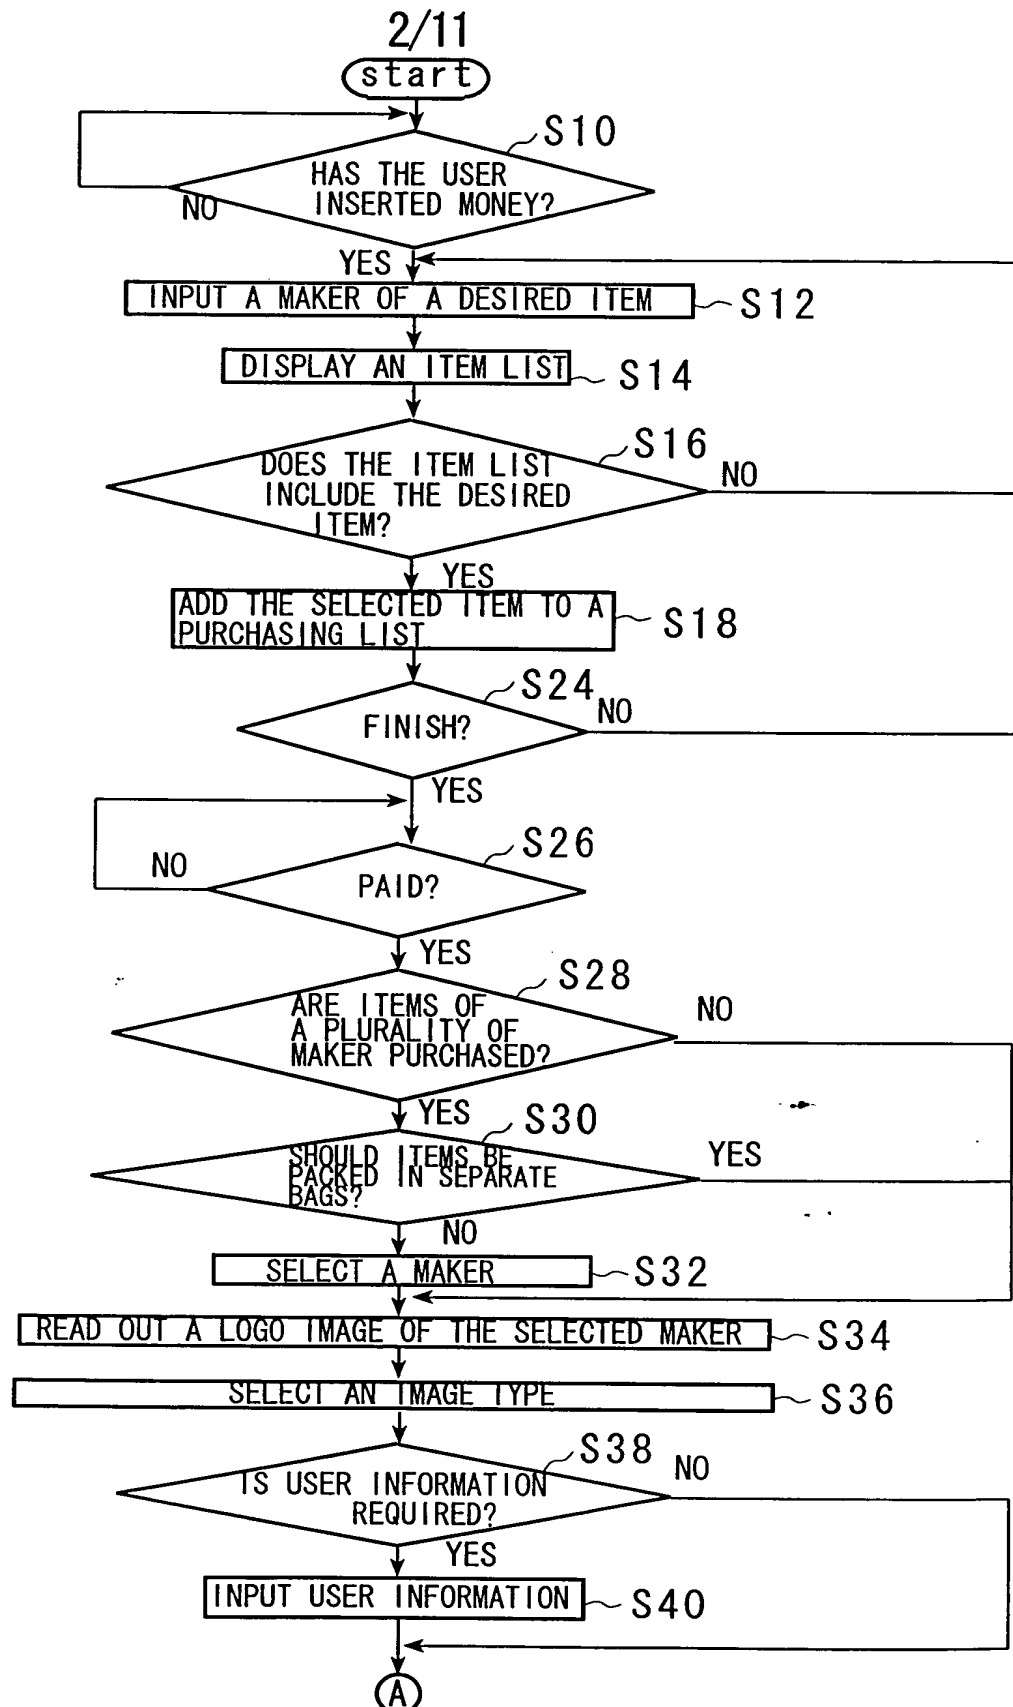 2/11
start
S10
HAS THE USER
INSERTED MONEY?
NO
YES
INPUT A MAKER OF A DESIRED ITEM
S12
DISPLAY AN ITEM LIST
S14
S16
DOES THE ITEM LIST
INCLUDE THE DESIRED
ITEM?
NO
YES
ADD THE SELECTED ITEM TO A
PURCHASING LIST
S18
S24
FINISH?
NO
YES
S26
PAID?
NO
YES
S28
ARE ITEMS OF
A PLURALITY OF
MAKER PURCHASED?
NO
YES
S30
SHOULD ITEMS BE
PACKED IN SEPARATE
BAGS?
YES
NO
SELECT A MAKER
S32
READ OUT A LOGO IMAGE OF THE SELECTED MAKER
S34
SELECT AN IMAGE TYPE
S36
S38
IS USER INFORMATION
REQUIRED?
NO
YES
INPUT USER INFORMATION
S40
A